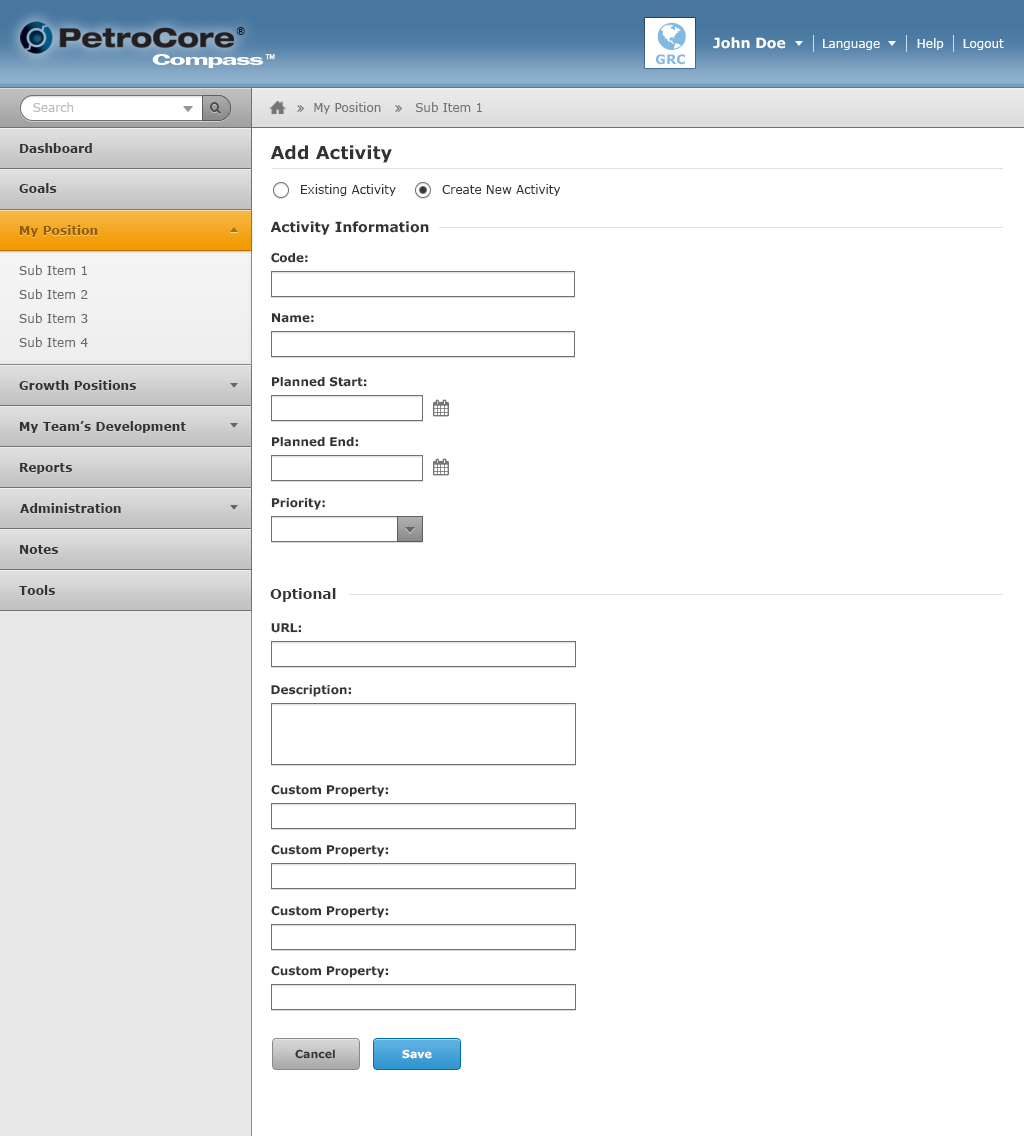 PetroCore®
Compass™
GRC
John Doe
Language
Help
Logout
Search
» My Position » Sub Item 1
Dashboard
Goals
My Position
Sub Item 1
Sub Item 2
Sub Item 3
Sub Item 4
Growth Positions
My Team’s Development
Reports
Administration
Notes
Tools
Add Activity
Existing Activity
Create New Activity
Activity Information
Code:
Name:
Planned Start:
Planned End:
Priority:
Optional
URL:
Description:
Custom Property:
Custom Property:
Custom Property:
Custom Property:
Cancel
Save